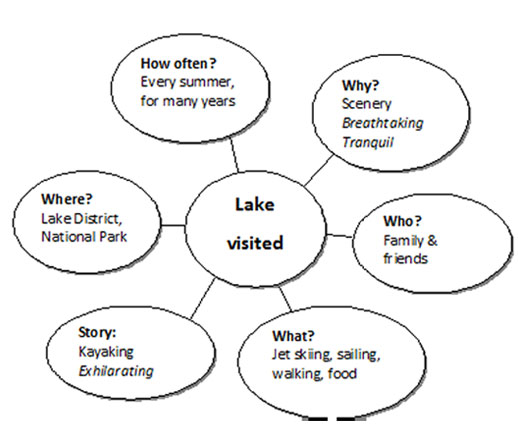 How often?
Every summer,
for many years
Why?
Scenery
Breathtaking
Tranquil
Where?
Lake District,
National Park
Lake
visited
Who?
Family &
friends
Story:
Kayaking
Exhilarating
What?
Jet skiing, sailing,
walking, food